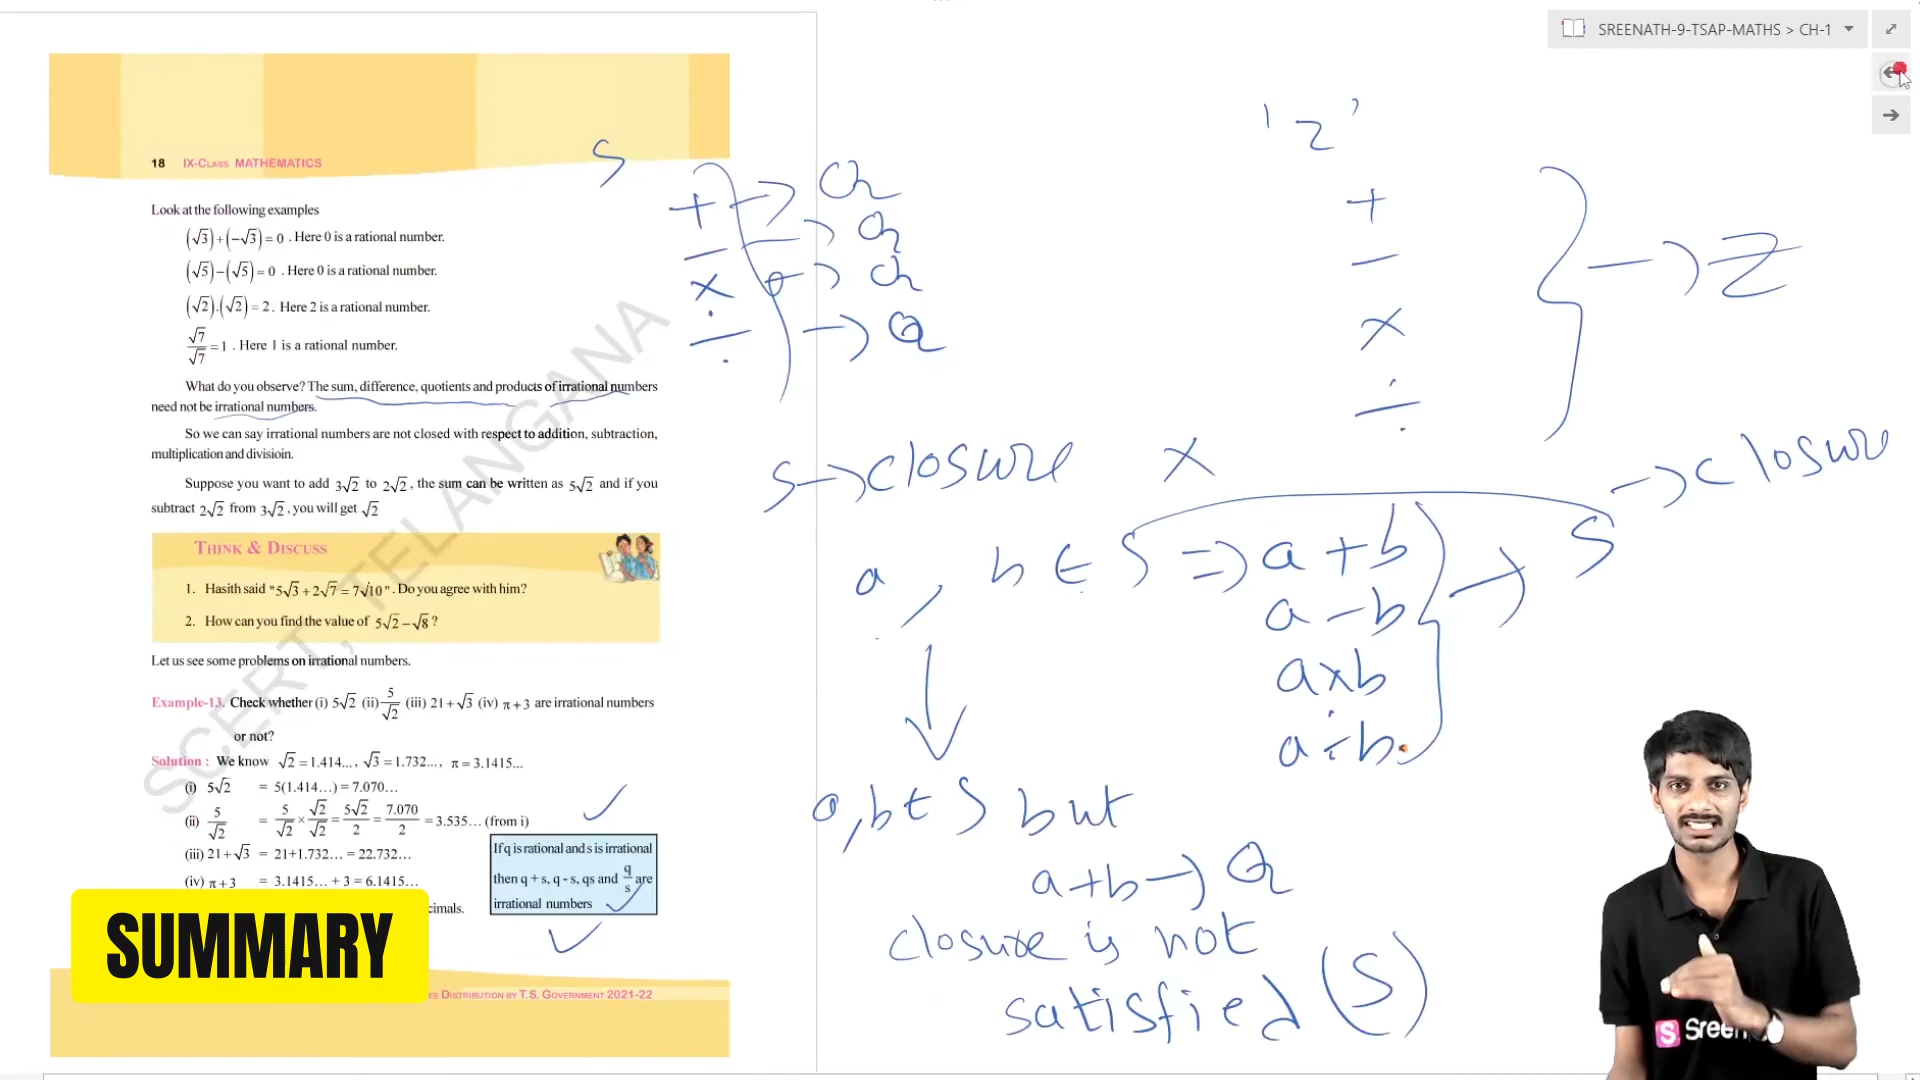 SREENATH-9-TSAP-MATHS > CH-1
18 IX-CLASS MATHEMATICS
Look at the following examples
(√3)+(−√3)=0 . Here 0 is a rational number.
(√5)−(√5)=0 . Here 0 is a rational number.
(√2).(√2)=2 . Here 2 is a rational number.
√7/√7=1 . Here 1 is a rational number.
What do you observe? The sum, difference, quotients and products of irrational numbers
need not be irrational numbers.
So we can say irrational numbers are not closed with respect to addition, subtraction,
multiplication and divisioin.
Suppose you want to add 3√2 to 2√2, the sum can be written as 5√2 and if you
subtract 2√2 from 3√2, you will get √2
THINK & DISCUSS
1. Hasith said "5√3+2√7=7√10". Do you agree with him?
2. How can you find the value of 5√2−√8?
Let us see some problems on irrational numbers.
Example-13. Check whether (i) 5√2 (ii) 5/√2 (iii) 21+√3 (iv) π+3 are irrational numbers
or not?
Solution : We know √2=1.414..., √3=1.732..., π=3.1415...
(i) 5√2 = 5(1.414...) = 7.070...
(ii) 5/√2 = 5/√2 × √2/√2 = 5√2/2 = 7.070/2 = 3.535... (from i)
(iii) 21+√3 = 21+1.732... = 22.732...
(iv) π+3 = 3.1415... + 3 = 6.1415...
cimals.
If q is rational and s is irrational
then q + s, q - s, qs and q/s are
irrational numbers
EE DISTRIBUTION BY T.S. GOVERNMENT 2021-22
SCERT, TELANGANA
SUMMARY
S
+ →
− →
× →
÷ → Q
'Z'
+
−
×
÷
→ Z
→ closure
S → closure ×
a, b ∈ S ⇒ a + b
a − b
a×b
a÷b
→ S
a, b ∈ S but
a+b → Q
closure is not
satisfied (S)
S Sreen